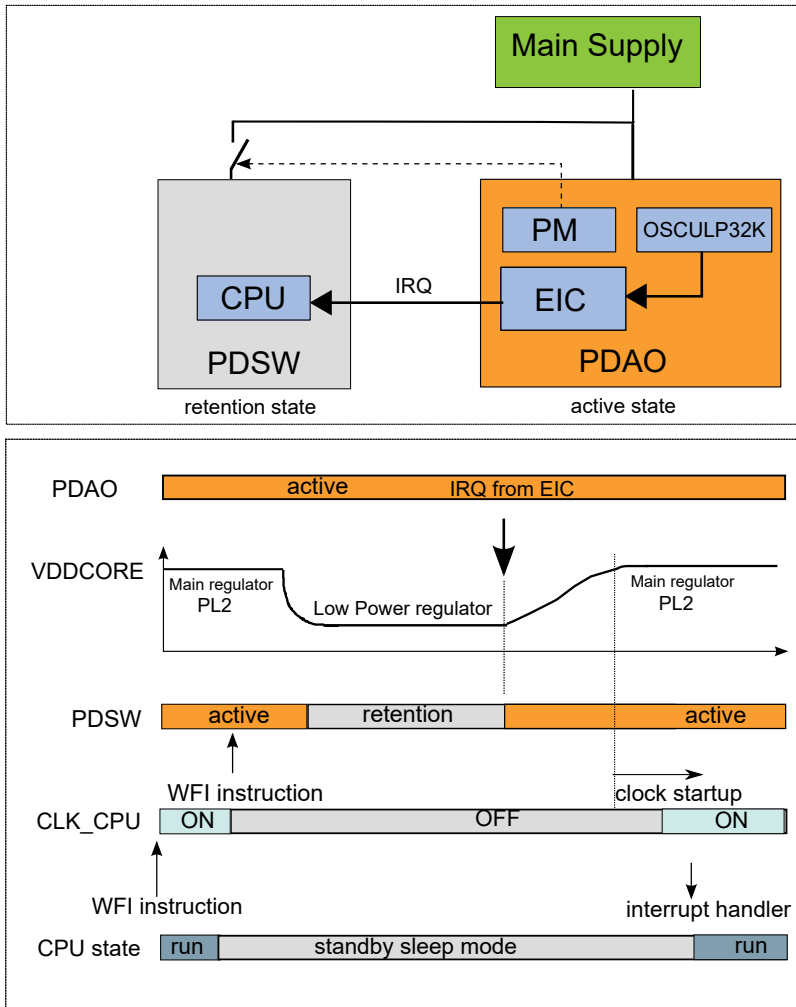 Main Supply
PM
OSCULP32K
CPU
IRQ
EIC
PDSW
PDAO
retention state
active state
PDAO
active
IRQ from EIC
VDDCORE
Main regulator
PL2
Low Power regulator
Main regulator
PL2
PDSW
active
retention
active
WFI instruction
clock startup
CLK_CPU
ON
OFF
ON
WFI instruction
interrupt handler
CPU state
run
standby sleep mode
run